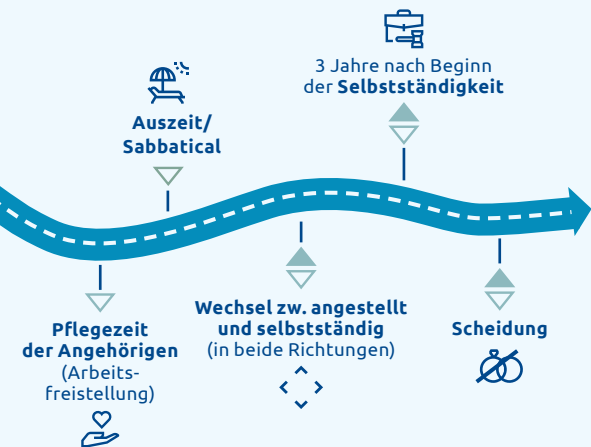 3 Jahre nach Beginn
der Selbstständigkeit
Auszeit/
Sabbatical
Pflegezeit
der Angehörigen
(Arbeits-
freistellung)
Wechsel zw. angestellt
und selbstständig
(in beide Richtungen)
Scheidung